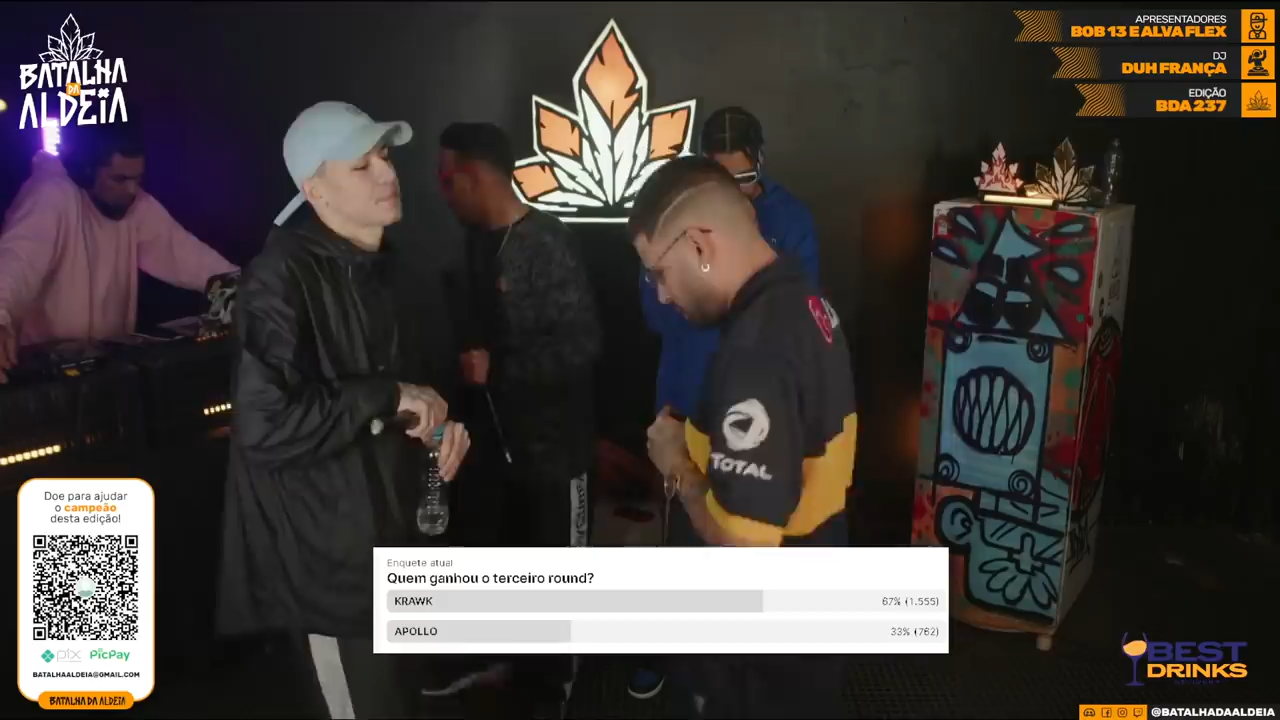 BATALHA
DA
ALDEIA
APRESENTADORES
BOB 13 E ALVA FLEX
DJ
DUH FRANÇA
EDIÇÃO
BDA 237
TOTAL
Doe para ajudar
o campeão
desta edição!
pix PicPay
BATALHAALDEIA@GMAIL.COM
BATALHA DA ALDEIA
Enquete atual
Quem ganhou o terceiro round?
KRAWK 67% (1.555)
APOLLO 33% (762)
BEST
DRINKS
@BATALHADAALDEIA